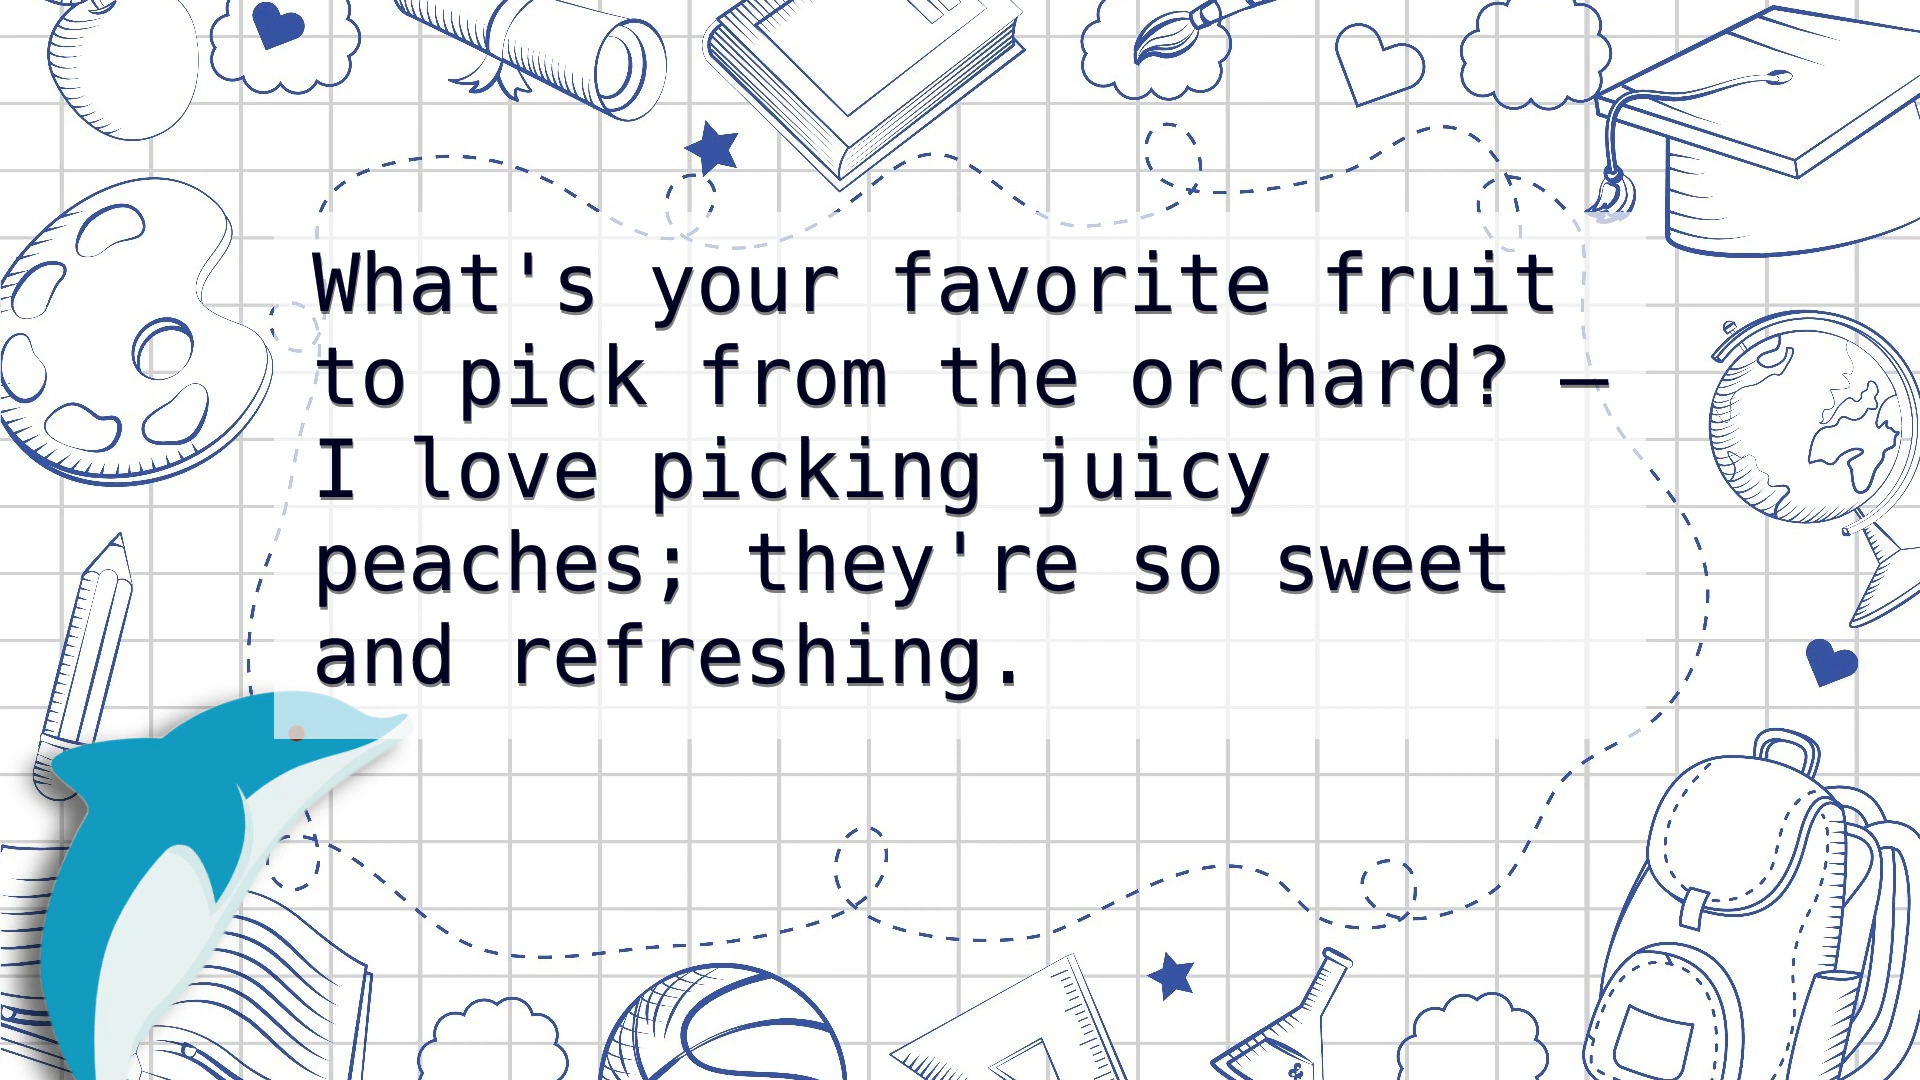 What's your favorite fruit
to pick from the orchard? –
I love picking juicy
peaches; they're so sweet
and refreshing.